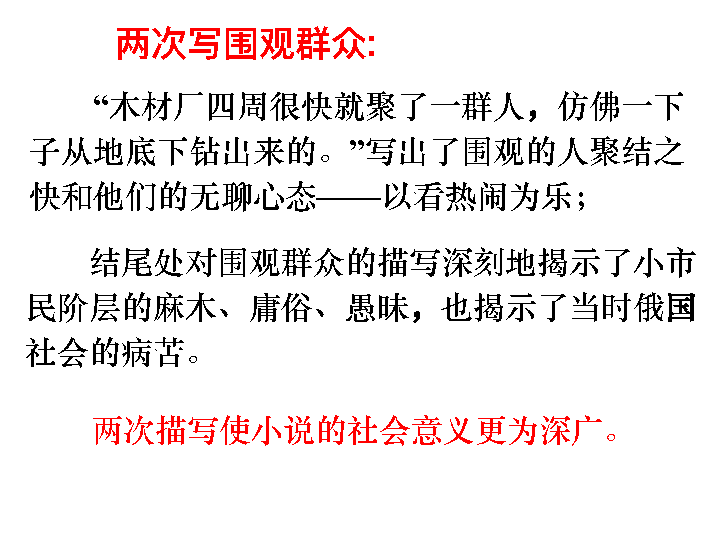 两次写围观群众:
“木材厂四周很快就聚了一群人，仿佛一下
子从地底下钻出来的。”写出了围观的人聚结之
快和他们的无聊心态——以看热闹为乐；
结尾处对围观群众的描写深刻地揭示了小市
民阶层的麻木、庸俗、愚昧，也揭示了当时俄国
社会的病苦。
两次描写使小说的社会意义更为深广。